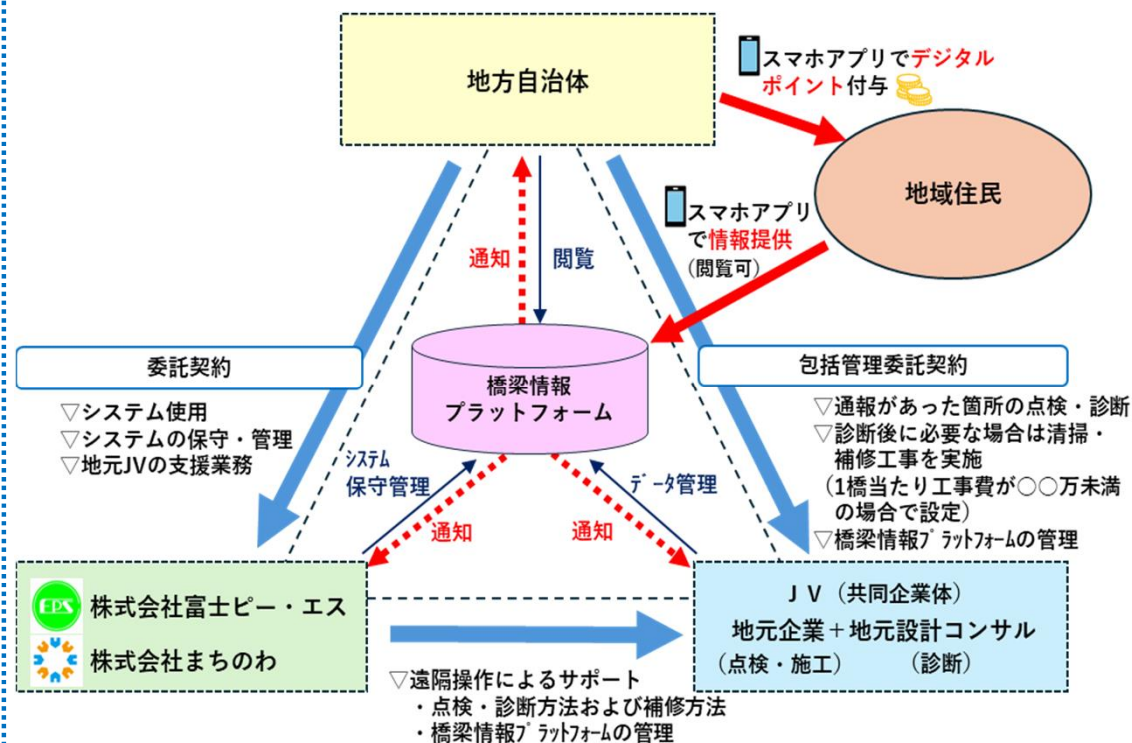 地方自治体
スマホアプリでデジタル
ポイント付与
地域住民
スマホアプリ
で情報提供
(閲覧可)
通知
閲覧
橋梁情報
プラットフォーム
委託契約
▽システム使用
▽システムの保守・管理
▽地元JVの支援業務
包括管理委託契約
▽通報があった箇所の点検・診断
▽診断後に必要な場合は清掃・
補修工事を実施
(1橋当たり工事費が○○万未満
の場合で設定)
▽橋梁情報プラットフォームの管理
システム
保守管理
通知
データ管理
通知
FPS
株式会社富士ピー・エス
株式会社まちのわ
JV(共同企業体)
地元企業+地元設計コンサル
(点検・施工)
(診断)
▽遠隔操作によるサポート
・点検・診断方法および補修方法
・橋梁情報プラットフォームの管理